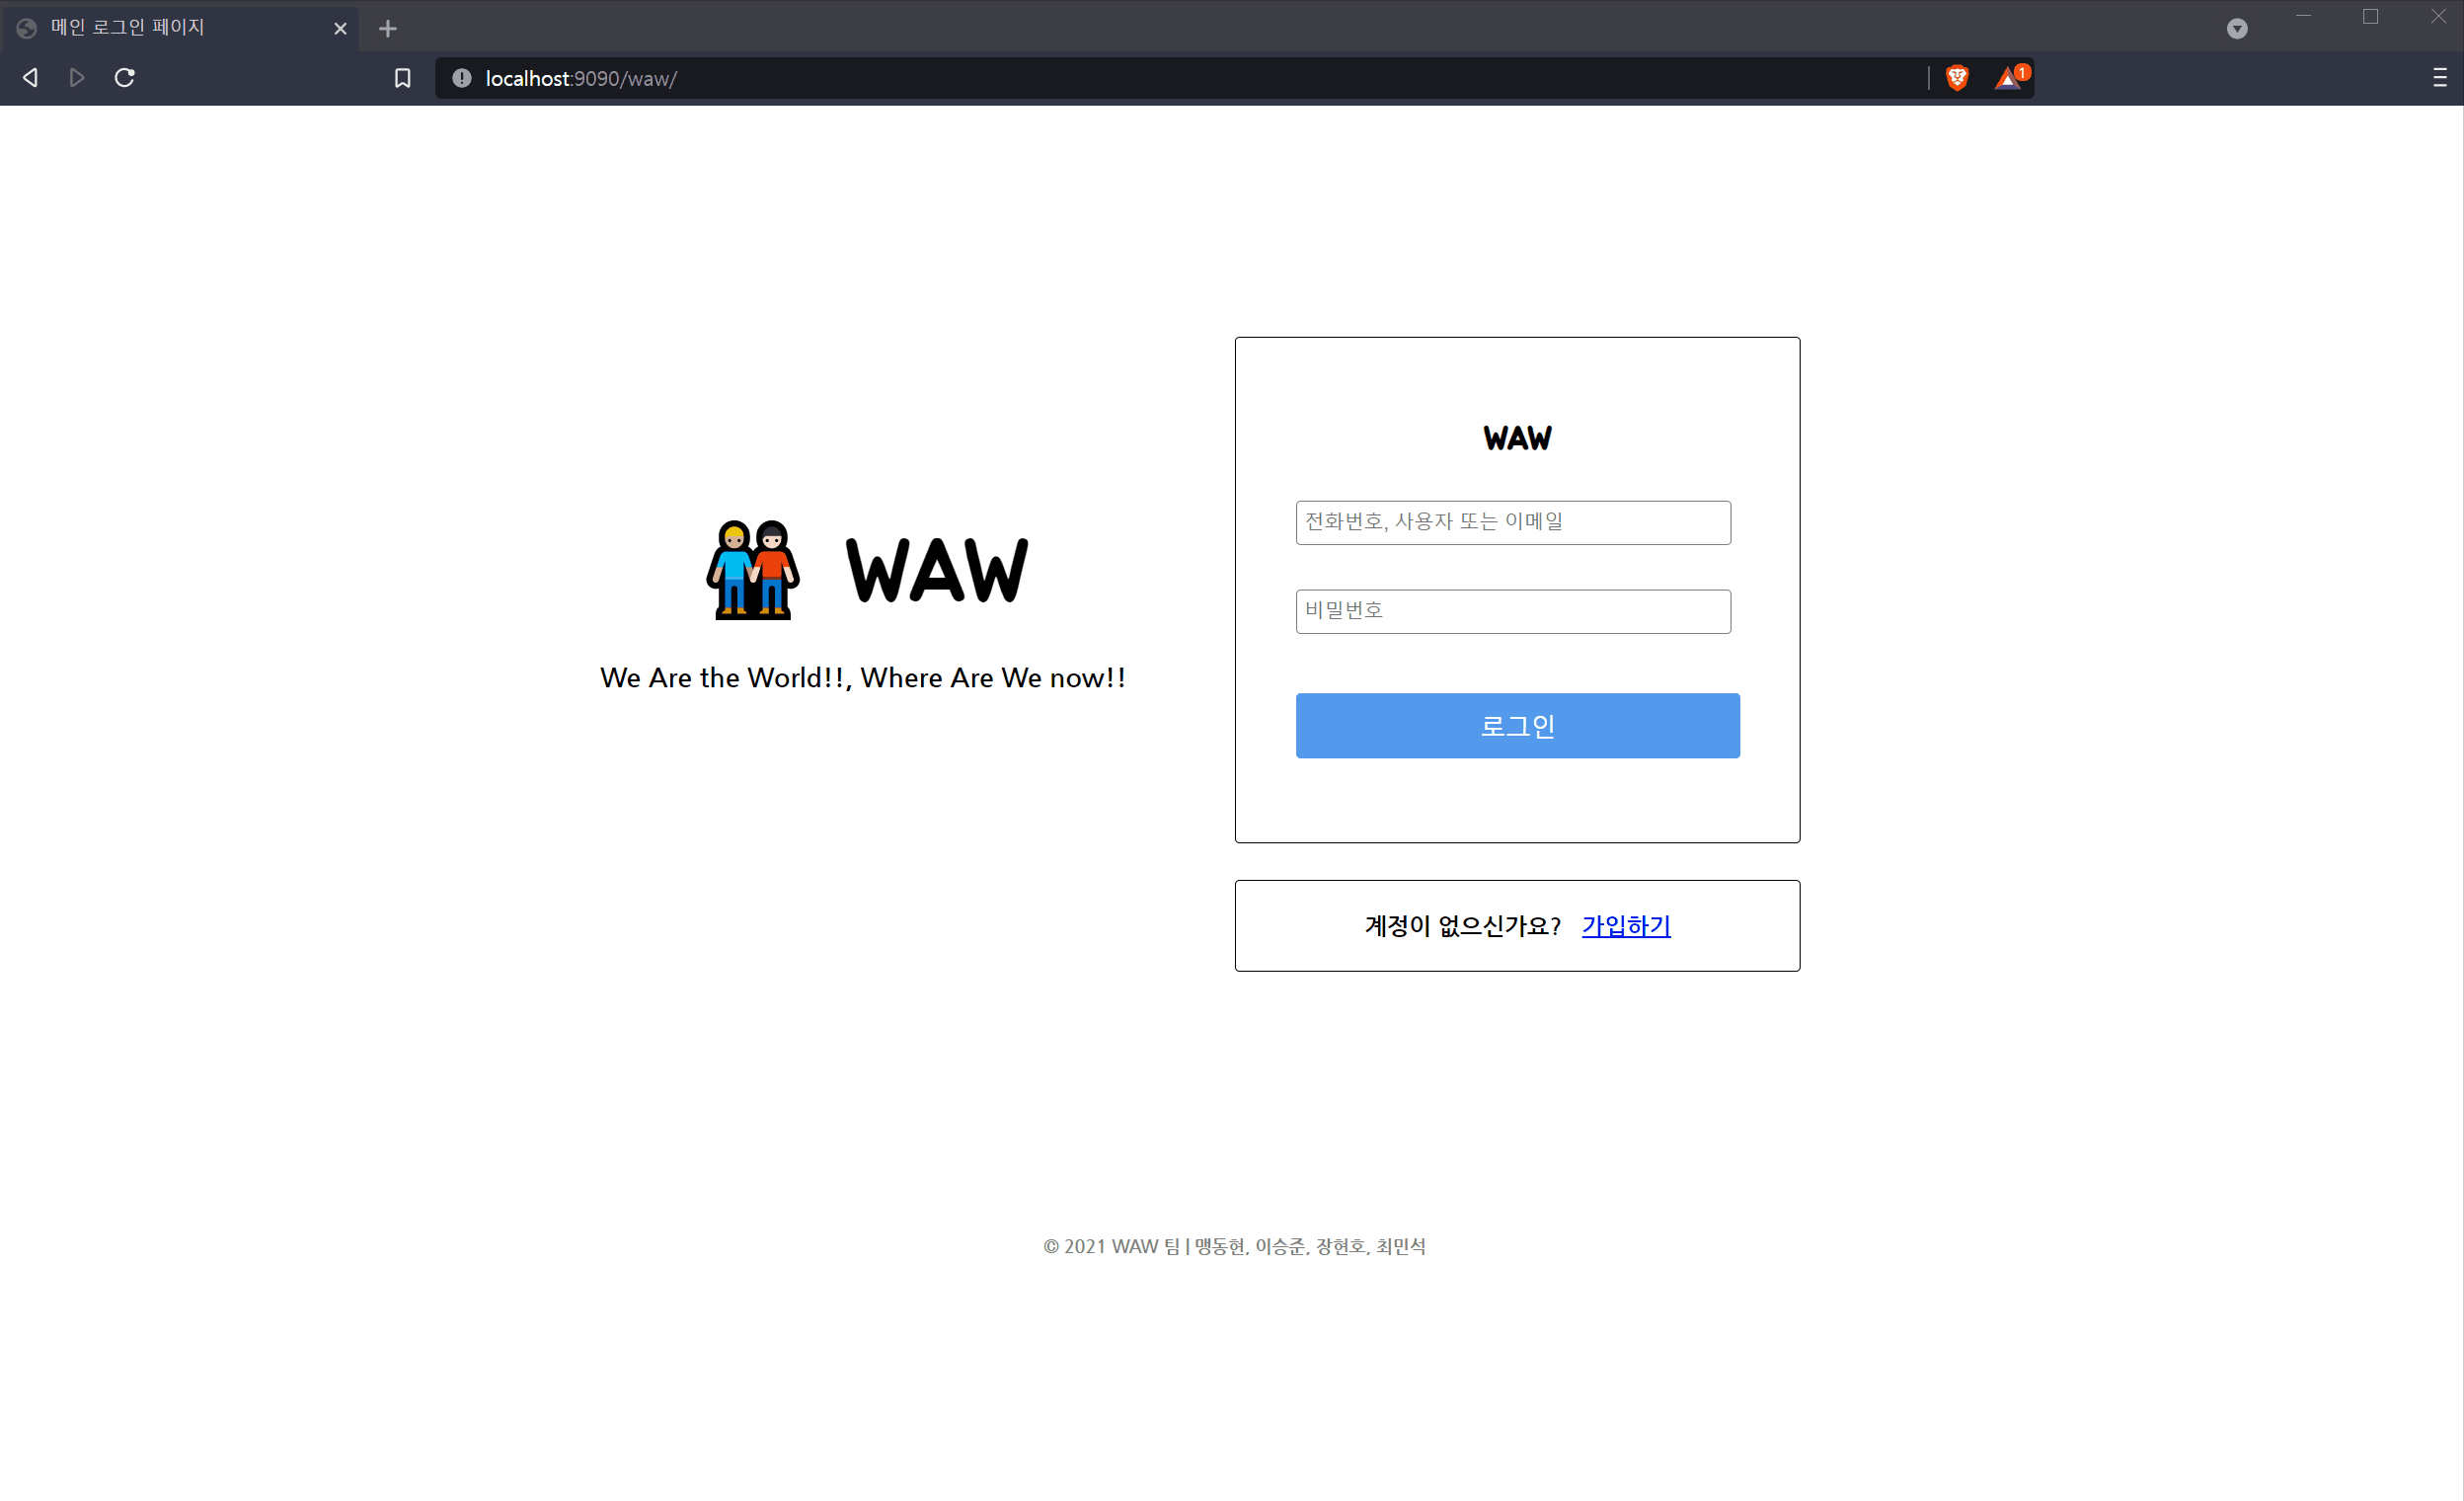 메인 로그인 페이지
localhost:9090/waw/
1
WAW
We Are the World!!, Where Are We now!!
WAW
전화번호, 사용자 또는 이메일
비밀번호
로그인
계정이 없으신가요? 가입하기
© 2021 WAW 팀 | 맹동현, 이승준, 장현호, 최민석